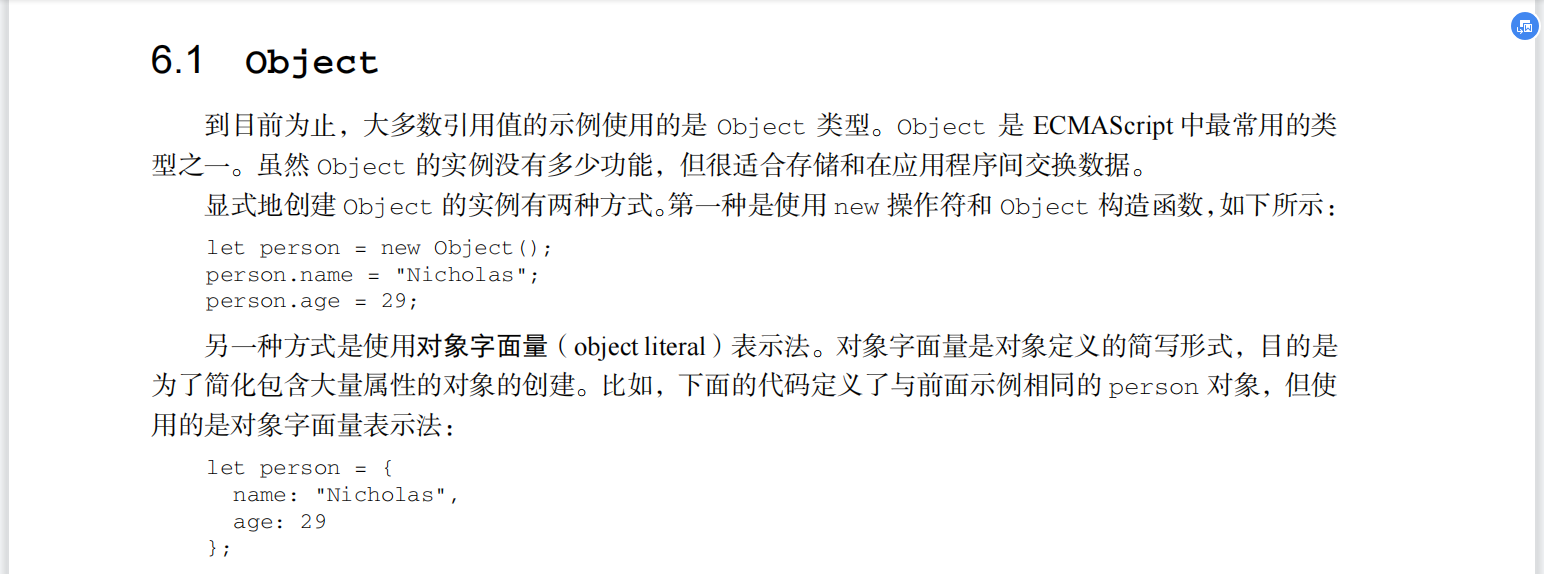 6.1 Object
到目前为止，大多数引用值的示例使用的是 Object 类型。Object 是 ECMAScript 中最常用的类
型之一。虽然 Object 的实例没有多少功能，但很适合存储和在应用程序间交换数据。
显式地创建 Object 的实例有两种方式。第一种是使用 new 操作符和 Object 构造函数，如下所示：
let person = new Object();
person.name = "Nicholas";
person.age = 29;
另一种方式是使用对象字面量（object literal）表示法。对象字面量是对象定义的简写形式，目的是
为了简化包含大量属性的对象的创建。比如，下面的代码定义了与前面示例相同的 person 对象，但使
用的是对象字面量表示法：
let person = {
  name: "Nicholas",
  age: 29
};